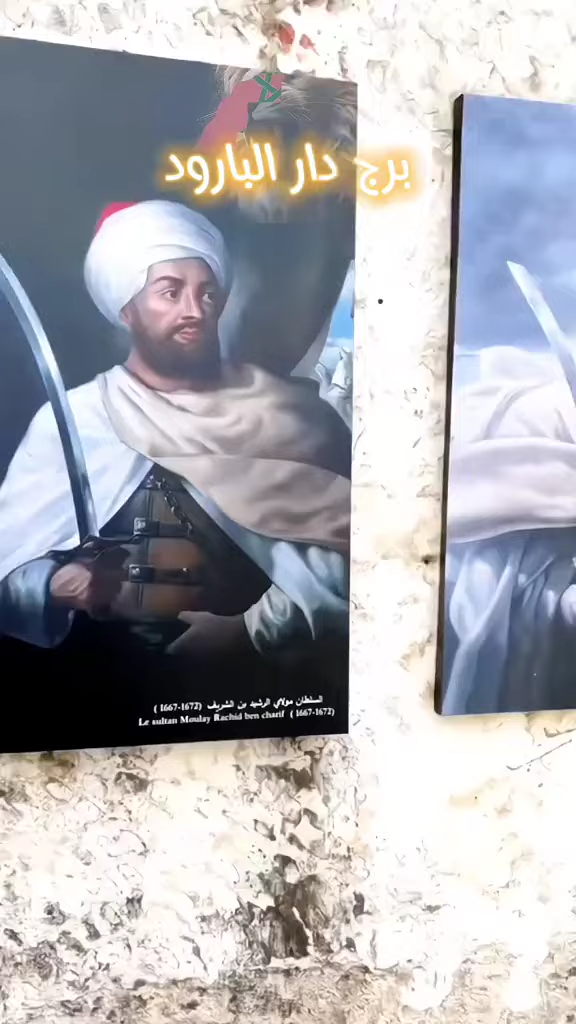 برج دار البارود
السلطان مولاي الرشيد بن الشريف (1667-1672)
Le sultan Moulay Rachid ben charif (1667-1672)